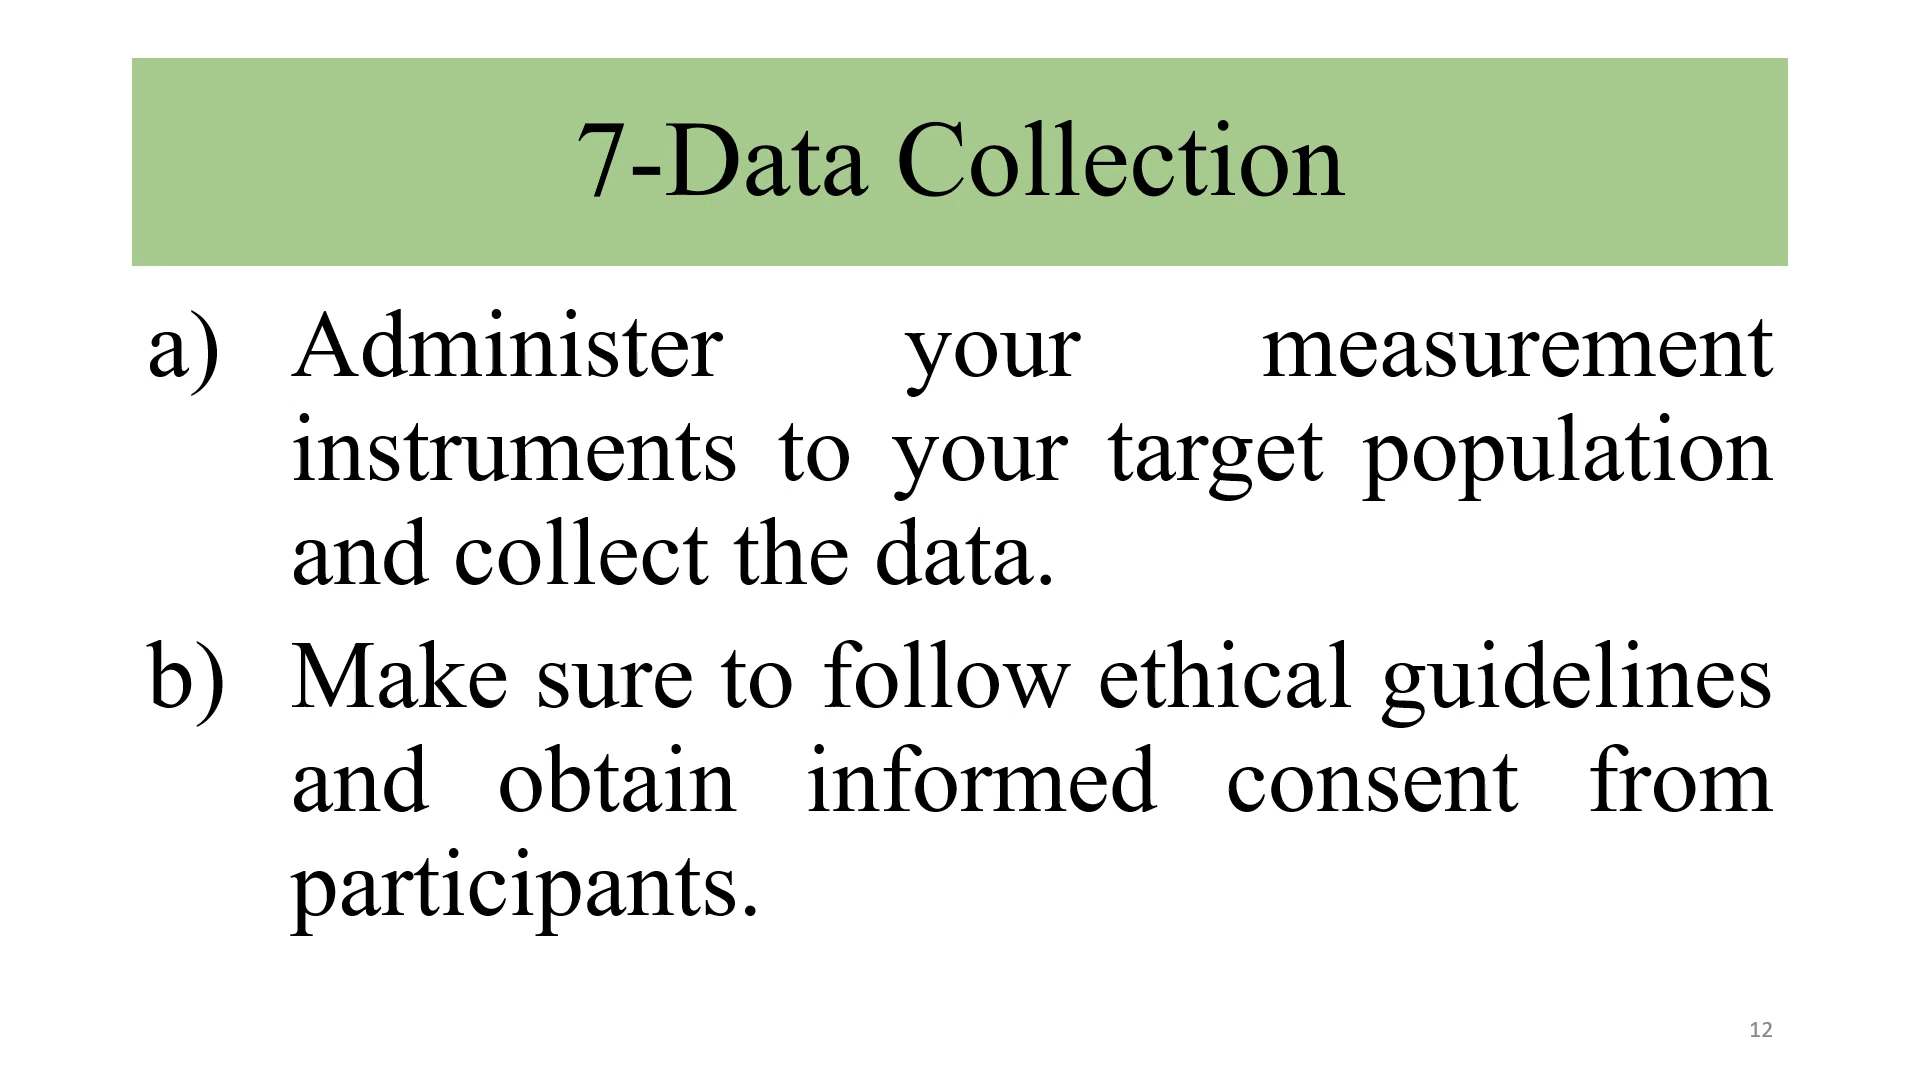 7-Data Collection
a) Administer your measurement
instruments to your target population
and collect the data.
b) Make sure to follow ethical guidelines
and obtain informed consent from
participants.
12